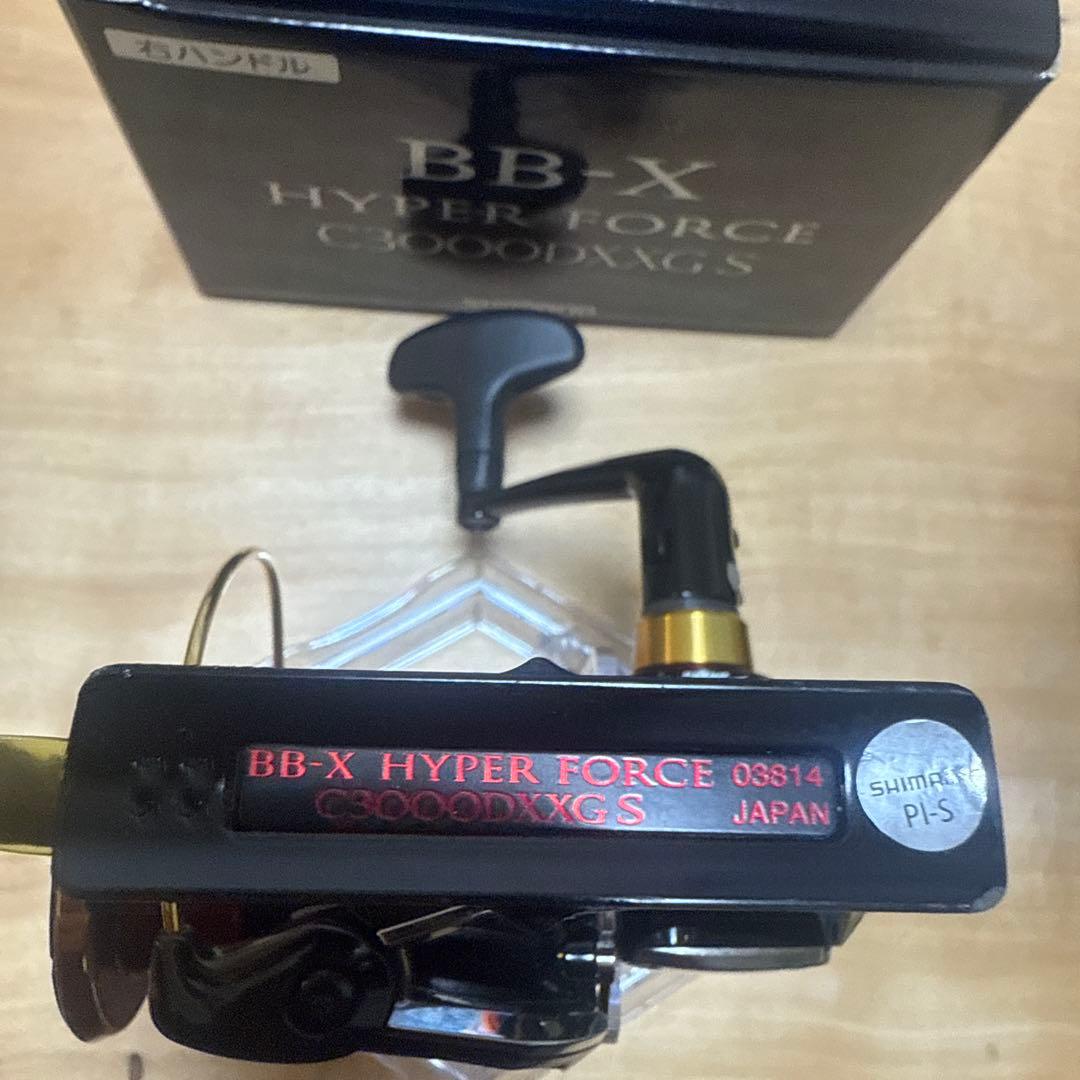 右ハンドル
BB-X
HYPER FORCE
C3000DXXG S
BB-X HYPER FORCE 03814
C3000DXXG S JAPAN
PI-S